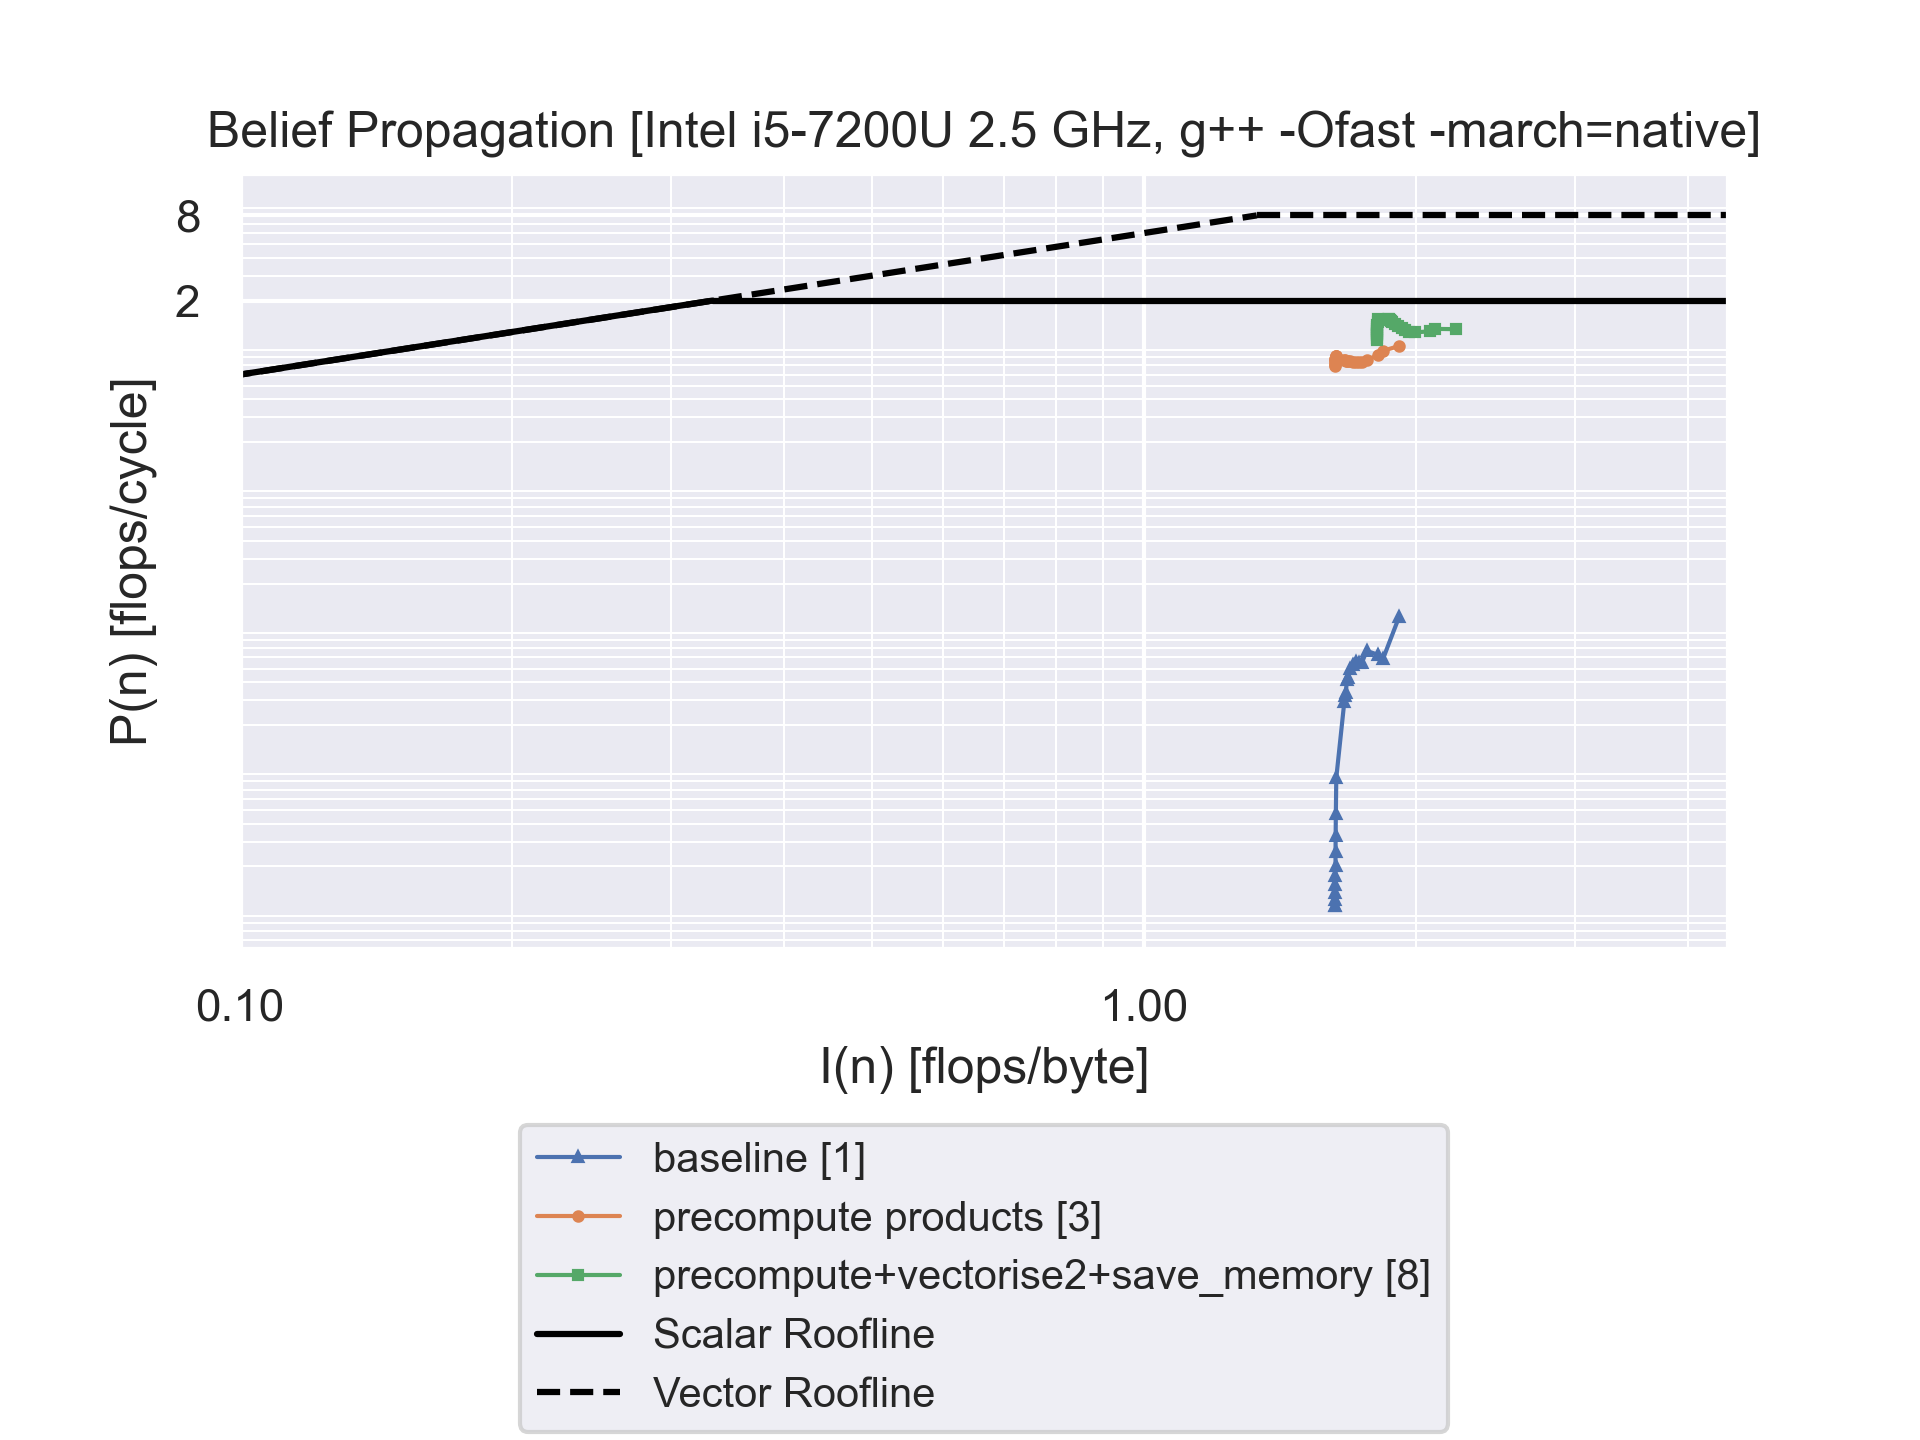 Belief Propagation [Intel i5-7200U 2.5 GHz, g++ -Ofast -march=native]
8
2
P(n) [flops/cycle]
0.10
1.00
I(n) [flops/byte]
baseline [1]
precompute products [3]
precompute+vectorise2+save_memory [8]
Scalar Roofline
Vector Roofline